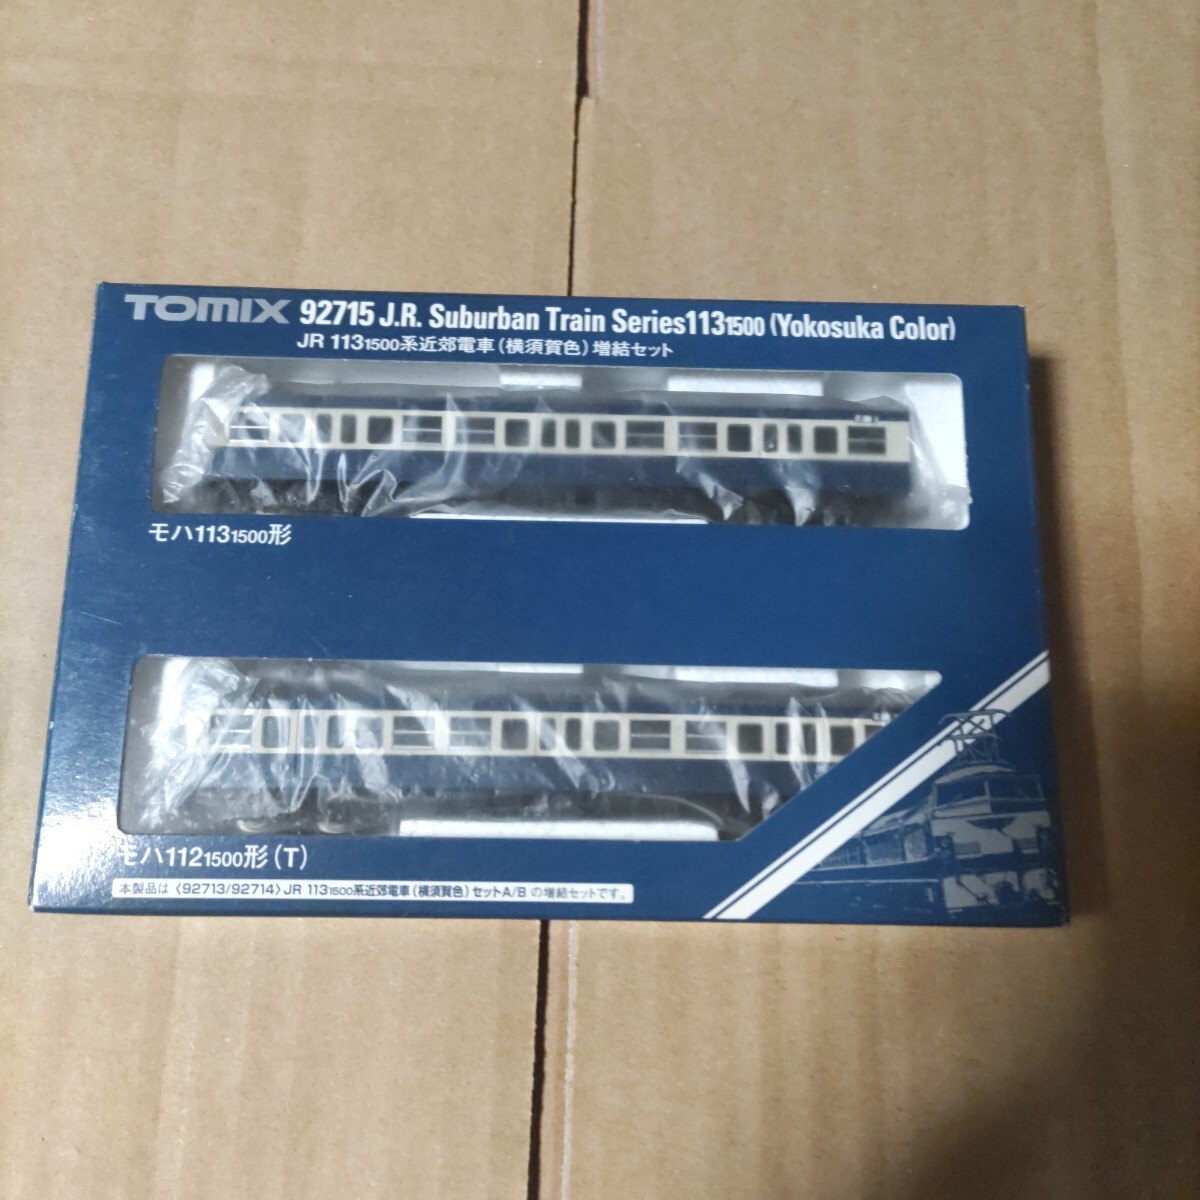 TOMIX 92715 J.R. Suburban Train Series113 1500 (Yokosuka Color)
JR 113 1500系近郊電車(横須賀色)増結セット
モハ113 1500形
モハ112 1500形(T)
本製品は〈92713/92714〉JR 113 1500系近郊電車(横須賀色)セットA/B の増結セットです。